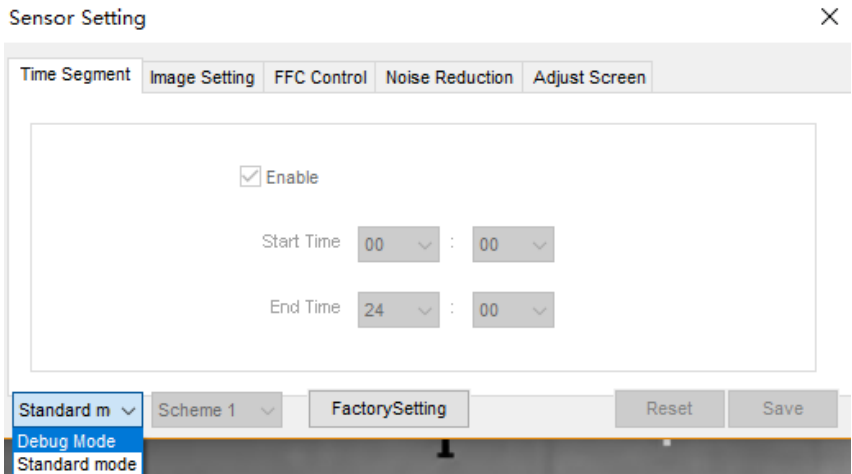 Sensor Setting
Time Segment Image Setting FFC Control Noise Reduction Adjust Screen
Enable
Start Time 00 : 00
End Time 24 : 00
Standard m Scheme 1 FactorySetting Reset Save
Debug Mode
Standard mode